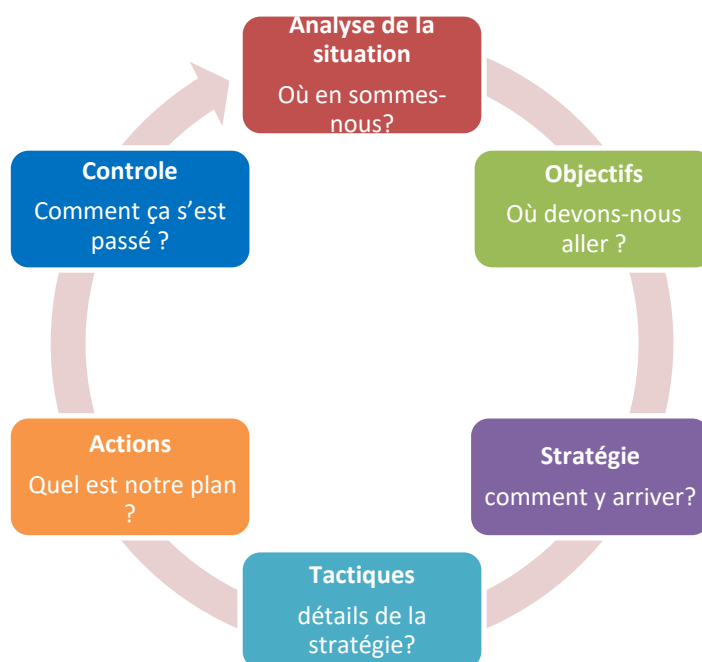 Analyse de la
situation
Où en sommes-
nous?
Objectifs
Où devons-nous
aller ?
Stratégie
comment y arriver?
Tactiques
détails de la
stratégie?
Actions
Quel est notre plan
?
Controle
Comment ça s’est
passé ?